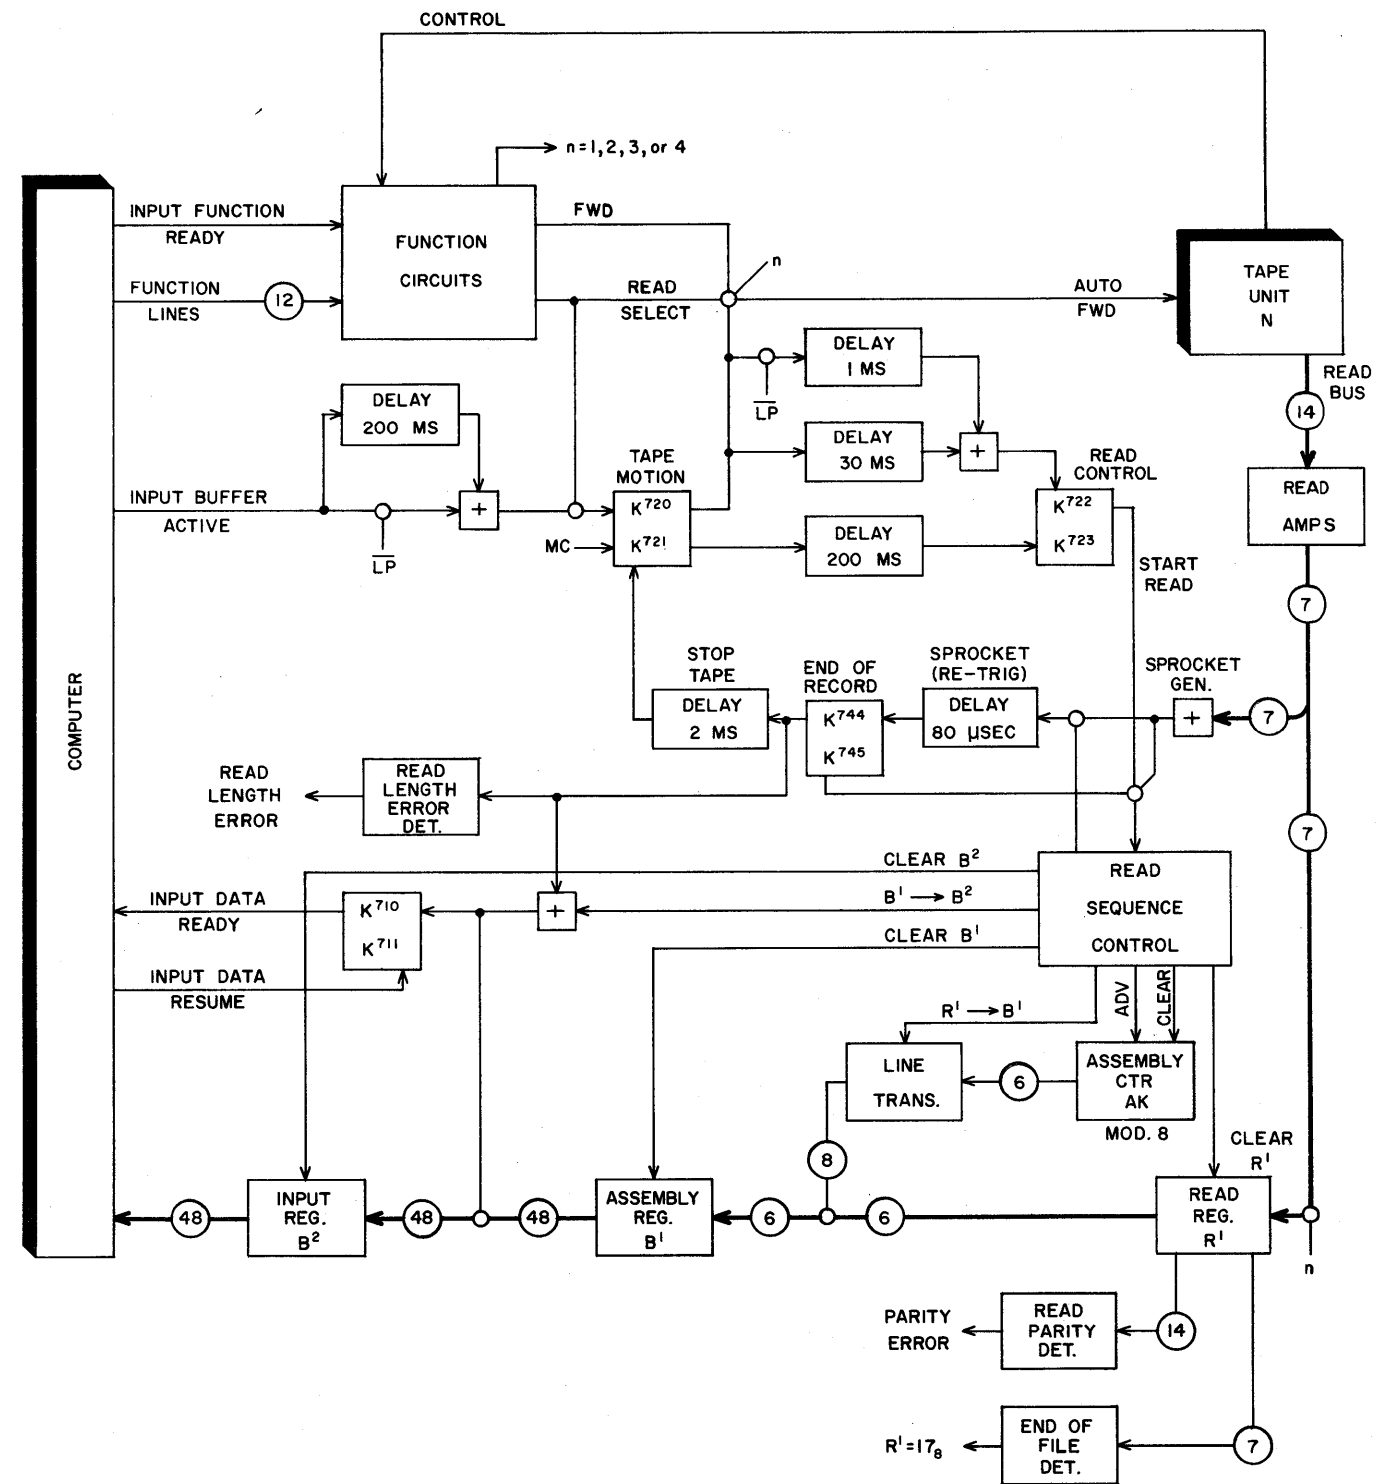 CONTROL
n=1,2,3, or 4
INPUT FUNCTION
READY
FUNCTION
CIRCUITS
FWD
n
FUNCTION
LINES
12
READ
SELECT
AUTO
FWD
TAPE
UNIT
N
DELAY
1 MS
LP
READ
BUS
14
DELAY
200 MS
DELAY
30 MS
+
TAPE
MOTION
READ
CONTROL
READ
AMPS
INPUT BUFFER
ACTIVE
+
LP
K⁷²⁰
K⁷²¹
MC
DELAY
200 MS
K⁷²²
K⁷²³
START
READ
7
COMPUTER
STOP
TAPE
DELAY
2 MS
END OF
RECORD
K⁷⁴⁴
K⁷⁴⁵
SPROCKET
(RE-TRIG)
DELAY
80 μSEC
SPROCKET
GEN.
+
7
READ
LENGTH
ERROR
READ
LENGTH
ERROR
DET.
7
CLEAR B²
B¹ → B²
CLEAR B¹
READ
SEQUENCE
CONTROL
INPUT DATA
READY
K⁷¹⁰
K⁷¹¹
+
INPUT DATA
RESUME
R¹ → B¹
ADV
CLEAR
LINE
TRANS.
6
ASSEMBLY
CTR
AK
MOD. 8
8
CLEAR
R¹
48
INPUT
REG.
B²
48
48
ASSEMBLY
REG.
B¹
6
6
READ
REG.
R¹
n
PARITY
ERROR
READ
PARITY
DET.
14
R¹=17₈
END OF
FILE
DET.
7